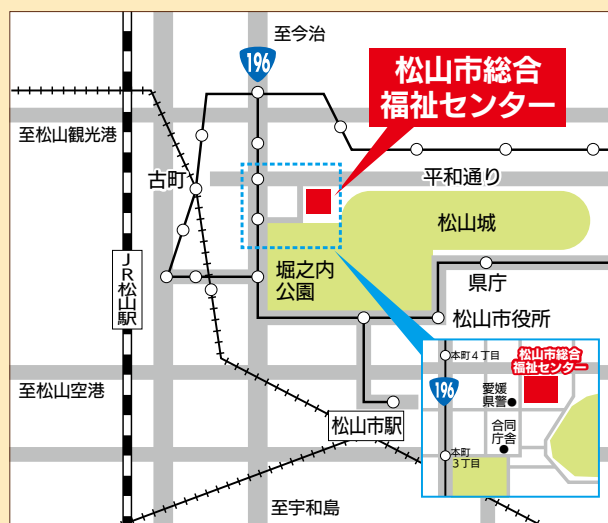 至今治
196
松山市総合
福祉センター
至松山観光港
古町
平和通り
松山城
JR松山駅
堀之内
公園
県庁
松山市役所
本町4丁目
松山市総合
福祉センター
196
愛媛
県警
合同
庁舎
本町
3丁目
至松山空港
松山市駅
至宇和島